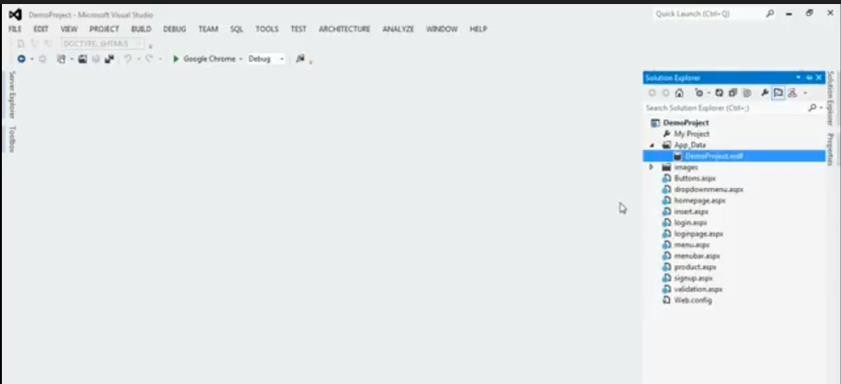 DemoProject - Microsoft Visual Studio
Quick Launch (Ctrl+Q)
FILE EDIT VIEW PROJECT BUILD DEBUG TEAM SQL TOOLS TEST ARCHITECTURE ANALYZE WINDOW HELP
DOCTYPE: XHTML5
Google Chrome Debug
Server Explorer
Toolbox
Solution Explorer
Search Solution Explorer (Ctrl+;)
DemoProject
My Project
App_Data
DemoProject.mdf
images
Buttons.aspx
dropdownmenu.aspx
homepage.aspx
insert.aspx
login.aspx
loginpage.aspx
menu.aspx
menubar.aspx
product.aspx
signup.aspx
validation.aspx
Web.config
Solution Explorer
Properties